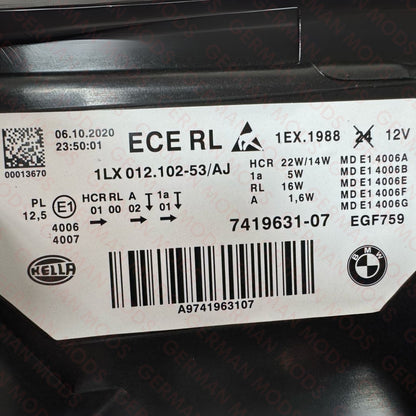 06.10.2020
23:50:01
00013670
ECE RL
1EX.1988 24 12V
1LX 012.102-53/AJ
HCR 22W/14W MD E1 4006A
1a 5W MD E1 4006B
RL 16W MD E1 4006E
A 1,6W MD E1 4006F
MD E1 4006G
PL
12,5
E1
HCR RL A 1a
01 00 02 01
4006
4007
7419631-07 EGF759
HELLA
BMW
A9741963107
GERMAN MODS